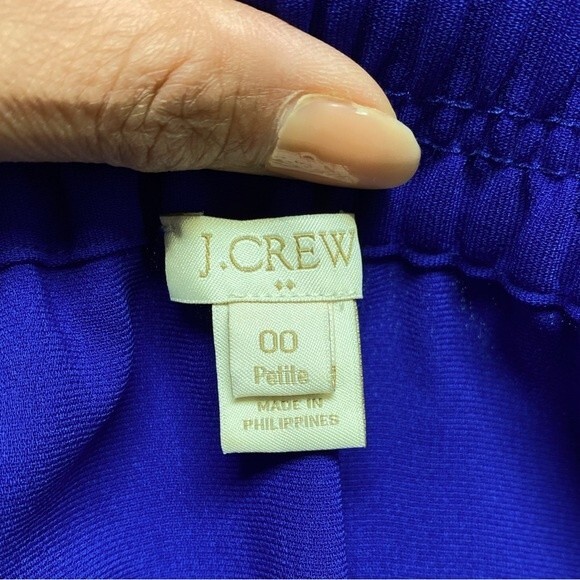 J.CREW
00
Petite
MADE IN
PHILIPPINES